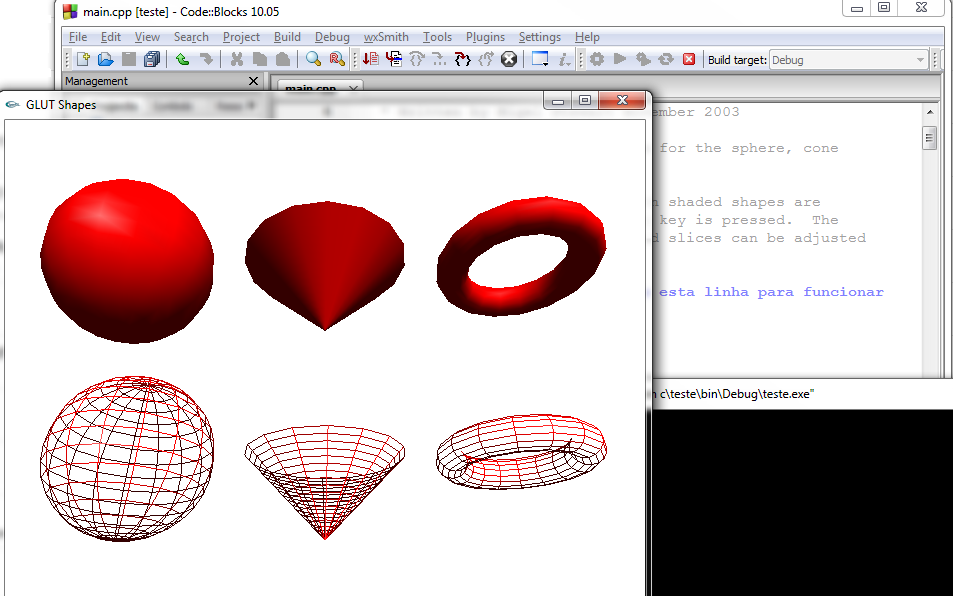 main.cpp [teste] - Code::Blocks 10.05
File Edit View Search Project Build Debug wxSmith Tools Plugins Settings Help
Build target: Debug
Management
main.cpp
GLUT Shapes
ember 2003
for the sphere, cone
shaded shapes are
key is pressed. The
slices can be adjusted
esta linha para funcionar
c\teste\bin\Debug\teste.exe"